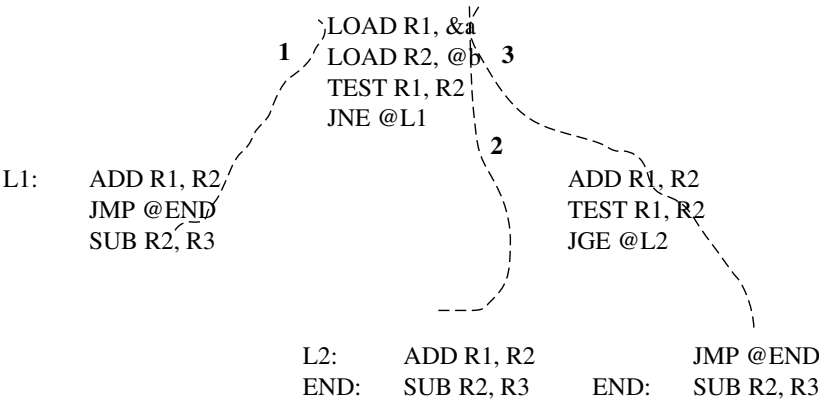 LOAD R1, &a
1 LOAD R2, @b 3
TEST R1, R2
JNE @L1
2
L1: ADD R1, R2 ADD R1, R2
JMP @END TEST R1, R2
SUB R2, R3 JGE @L2
L2: ADD R1, R2 JMP @END
END: SUB R2, R3 END: SUB R2, R3